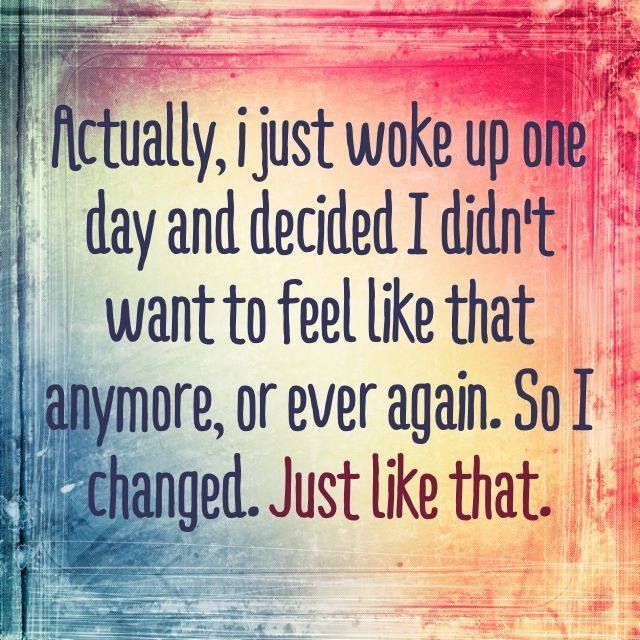 Actually, i just woke up one
day and decided I didn't
want to feel like that
anymore, or ever again. So I
changed. Just like that.